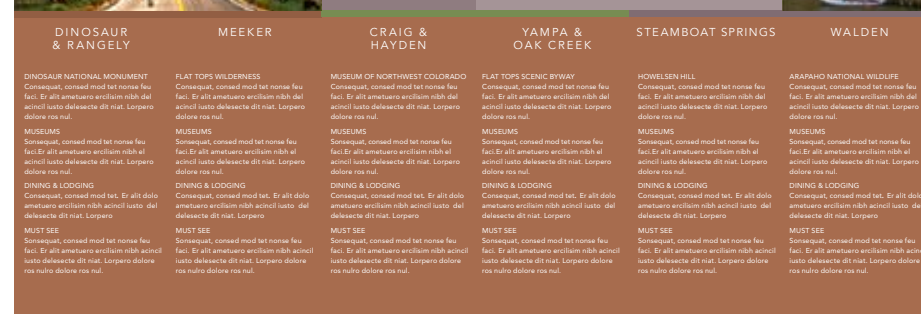 DINOSAUR
& RANGELY
DINOSAUR NATIONAL MONUMENT
Consequat, consed mod tet nonse feu
faci. Er alit ametuero ercilisim nibh del
acincil iusto delesecte dit niat. Lorpero
dolore ros nul.
MUSEUMS
Sonsequat, consed mod tet nonse feu
faci.Er alit ametuero ercilisim nibh el
acincil iusto delesecte dit niat. Lorpero
dolore ros nul.
DINING & LODGING
Consequat, consed mod tet. Er alit dolo
ametuero ercilisim nibh acincil iusto del
delesecte dit niat. Lorpero
MUST SEE
Sonsequat, consed mod tet nonse feu
faci. Er alit ametuero ercilisim nibh acincil
iusto delesecte dit niat. Lorpero dolore
ros nulro dolore ros nul.
MEEKER
FLAT TOPS WILDERNESS
Consequat, consed mod tet nonse feu
faci. Er alit ametuero ercilisim nibh del
acincil iusto delesecte dit niat. Lorpero
dolore ros nul.
MUSEUMS
Sonsequat, consed mod tet nonse feu
faci.Er alit ametuero ercilisim nibh el
acincil iusto delesecte dit niat. Lorpero
dolore ros nul.
DINING & LODGING
Consequat, consed mod tet. Er alit dolo
ametuero ercilisim nibh acincil iusto del
delesecte dit niat. Lorpero
MUST SEE
Sonsequat, consed mod tet nonse feu
faci. Er alit ametuero ercilisim nibh acincil
iusto delesecte dit niat. Lorpero dolore
ros nulro dolore ros nul.
CRAIG &
HAYDEN
MUSEUM OF NORTHWEST COLORADO
Consequat, consed mod tet nonse feu
faci. Er alit ametuero ercilisim nibh del
acincil iusto delesecte dit niat. Lorpero
dolore ros nul.
MUSEUMS
Sonsequat, consed mod tet nonse feu
faci.Er alit ametuero ercilisim nibh el
acincil iusto delesecte dit niat. Lorpero
dolore ros nul.
DINING & LODGING
Consequat, consed mod tet. Er alit dolo
ametuero ercilisim nibh acincil iusto del
delesecte dit niat. Lorpero
MUST SEE
Sonsequat, consed mod tet nonse feu
faci. Er alit ametuero ercilisim nibh acincil
iusto delesecte dit niat. Lorpero dolore
ros nulro dolore ros nul.
YAMPA &
OAK CREEK
FLAT TOPS SCENIC BYWAY
Consequat, consed mod tet nonse feu
faci. Er alit ametuero ercilisim nibh del
acincil iusto delesecte dit niat. Lorpero
dolore ros nul.
MUSEUMS
Sonsequat, consed mod tet nonse feu
faci.Er alit ametuero ercilisim nibh el
acincil iusto delesecte dit niat. Lorpero
dolore ros nul.
DINING & LODGING
Consequat, consed mod tet. Er alit dolo
ametuero ercilisim nibh acincil iusto del
delesecte dit niat. Lorpero
MUST SEE
Sonsequat, consed mod tet nonse feu
faci. Er alit ametuero ercilisim nibh acincil
iusto delesecte dit niat. Lorpero dolore
ros nulro dolore ros nul.
STEAMBOAT SPRINGS
HOWELSEN HILL
Consequat, consed mod tet nonse feu
faci. Er alit ametuero ercilisim nibh del
acincil iusto delesecte dit niat. Lorpero
dolore ros nul.
MUSEUMS
Sonsequat, consed mod tet nonse feu
faci.Er alit ametuero ercilisim nibh el
acincil iusto delesecte dit niat. Lorpero
dolore ros nul.
DINING & LODGING
Consequat, consed mod tet. Er alit dolo
ametuero ercilisim nibh acincil iusto del
delesecte dit niat. Lorpero
MUST SEE
Sonsequat, consed mod tet nonse feu
faci. Er alit ametuero ercilisim nibh acincil
iusto delesecte dit niat. Lorpero dolore
ros nulro dolore ros nul.
WALDEN
ARAPAHO NATIONAL WILDLIFE
Consequat, consed mod tet nonse feu
faci. Er alit ametuero ercilisim nibh del
acincil iusto delesecte dit niat. Lorpero
dolore ros nul.
MUSEUMS
Sonsequat, consed mod tet nonse feu
faci.Er alit ametuero ercilisim nibh el
acincil iusto delesecte dit niat. Lorpero
dolore ros nul.
DINING & LODGING
Consequat, consed mod tet. Er alit dolo
ametuero ercilisim nibh acincil iusto de
delesecte dit niat. Lorpero
MUST SEE
Sonsequat, consed mod tet nonse feu
faci. Er alit ametuero ercilisim nibh acin
iusto delesecte dit niat. Lorpero dolore
ros nulro dolore ros nul.